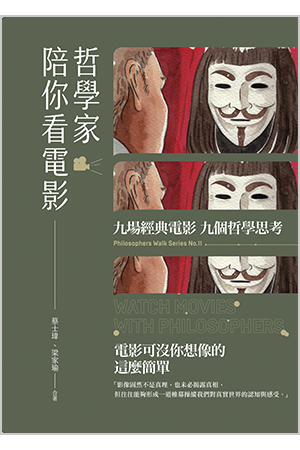 哲學家
陪你看電影
蔡士瑋、梁家瑜——合著
九場經典電影 九個哲學思考
Philosophers Walk Series No.11
WATCH MOVIES
WITH PHILOSOPHERS
電影可沒你想像的
這麼簡單
「影像固然不是真理，也未必揭露真相，
但往往能夠形成一道帷幕操縱我們對真實世界的認知與感受。」